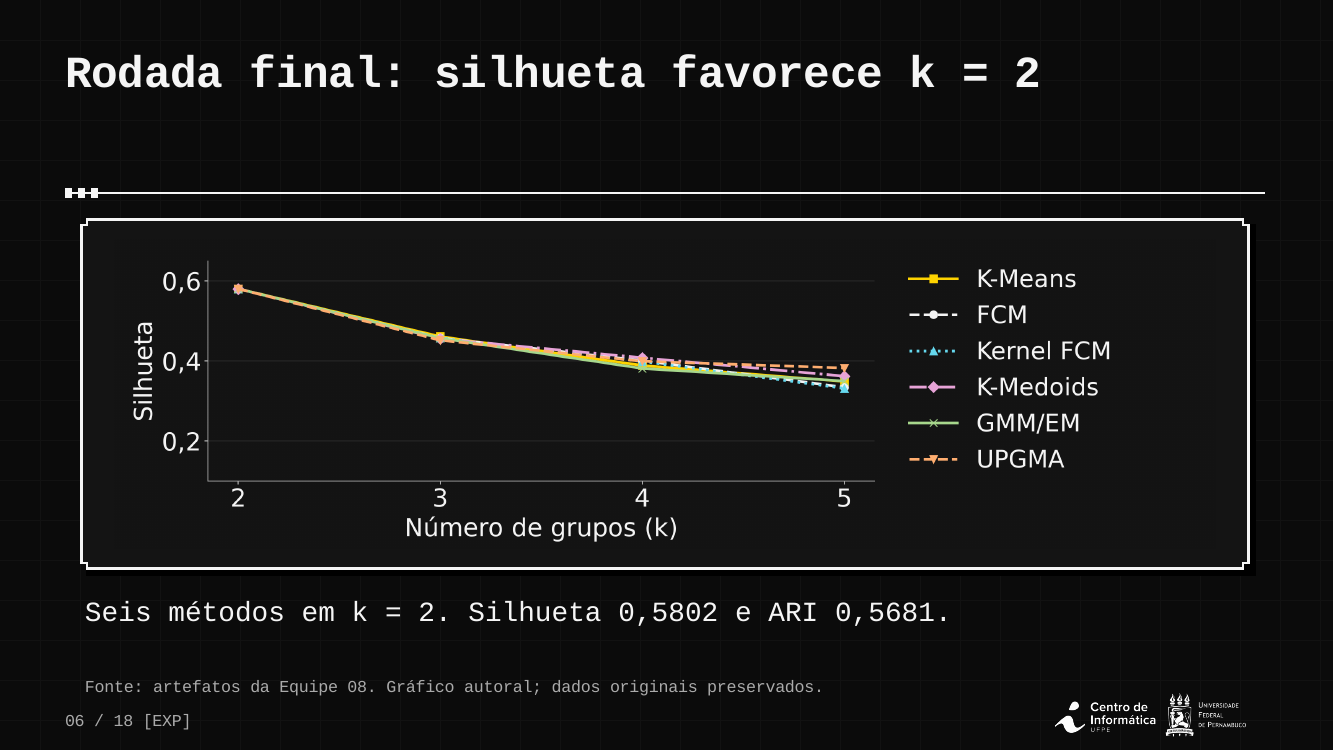 Rodada final: silhueta favorece k = 2
0,6
0,4
0,2
Silhueta
2 3 4 5
Número de grupos (k)
K-Means
FCM
Kernel FCM
K-Medoids
GMM/EM
UPGMA
Seis métodos em k = 2. Silhueta 0,5802 e ARI 0,5681.
Fonte: artefatos da Equipe 08. Gráfico autoral; dados originais preservados.
06 / 18 [EXP]
Centro de
Informática
UFPE
Universidade
Federal
de Pernambuco